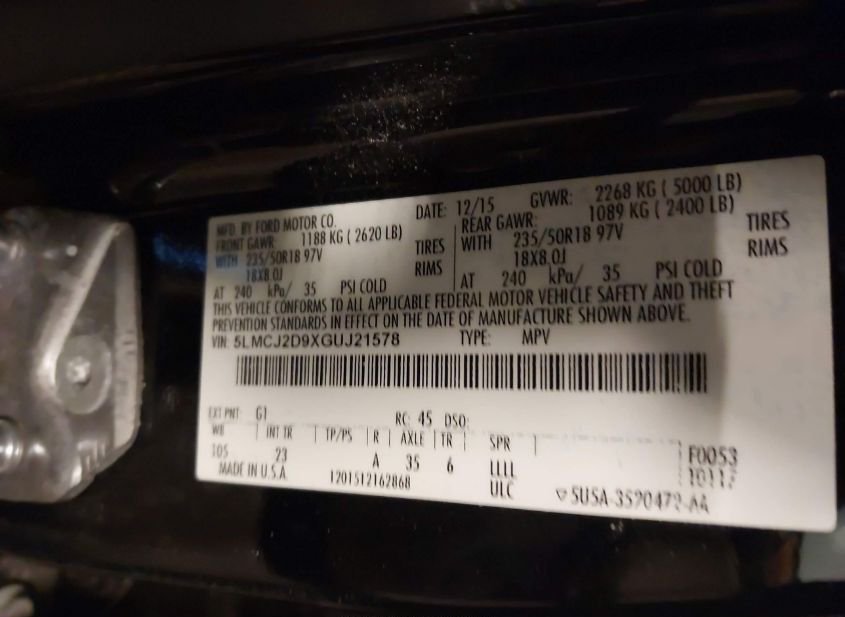 MFD. BY FORD MOTOR CO. DATE: 12/15 GVWR: 2268 KG ( 5000 LB)
FRONT GAWR: 1188 KG ( 2620 LB) REAR GAWR: 1089 KG ( 2400 LB)
WITH 235/50R18 97V TIRES WITH 235/50R18 97V TIRES
18X8.0J RIMS 18X8.0J RIMS
AT 240 kPa/ 35 PSI COLD AT 240 kPa/ 35 PSI COLD
THIS VEHICLE CONFORMS TO ALL APPLICABLE FEDERAL MOTOR VEHICLE SAFETY AND THEFT
PREVENTION STANDARDS IN EFFECT ON THE DATE OF MANUFACTURE SHOWN ABOVE.
VIN: 5LMCJ2D9XGUJ21578 TYPE: MPV
EXT PNT: G1 RC: 45 DSO:
WB INT TR TP/PS R AXLE TR SPR F0053
105 23 A 35 6 LLLL 10117
MADE IN U.S.A. 1201512162868 ULC 5U5A-3520472-AA